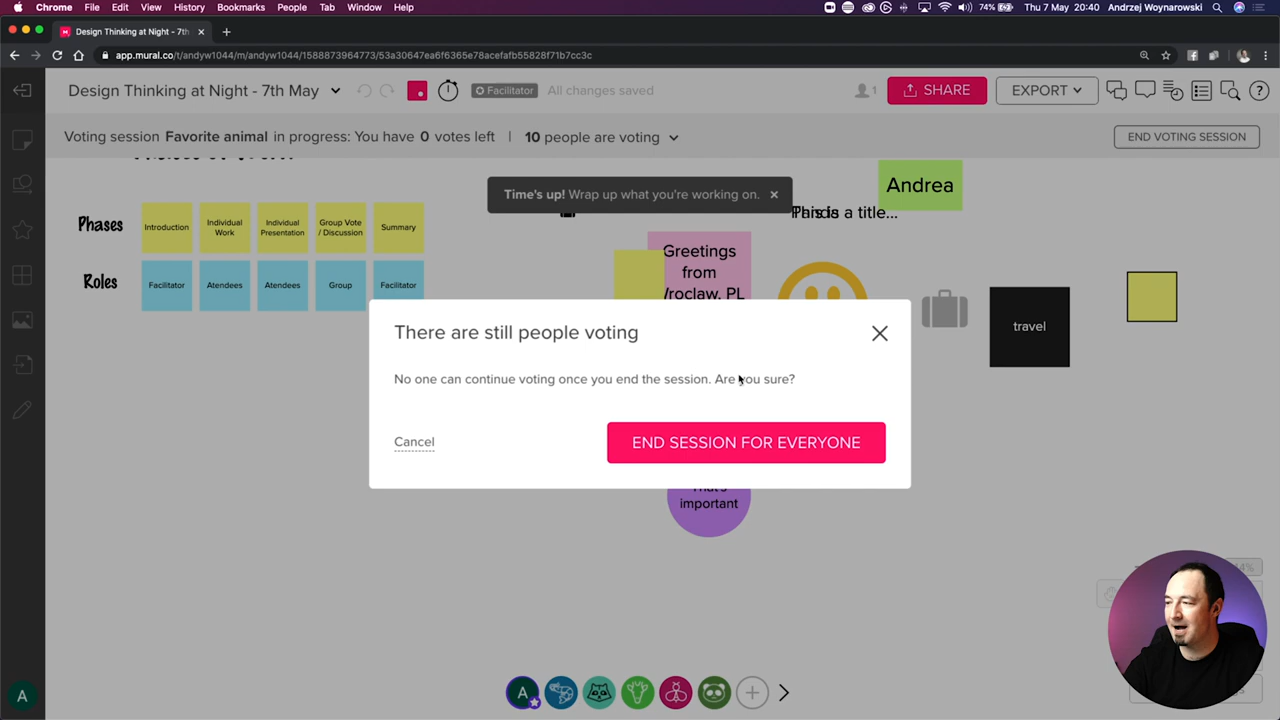 Chrome File Edit View History Bookmarks People Tab Window Help 74% Thu 7 May 20:40 Andrzej Woynarowski
Design Thinking at Night - 7th
app.mural.co/t/andyw1044/m/andyw1044/1588873964773/53a30647ea6f6365e78acefafb55828f71b7cc3c
Design Thinking at Night - 7th May Facilitator All changes saved 1 SHARE EXPORT
Voting session Favorite animal in progress: You have 0 votes left | 10 people are voting END VOTING SESSION
Time's up! Wrap up what you're working on.
Andrea
a title...
Phases Introduction Individual Work Individual Presentation Group Vote / Discussion Summary
Roles Facilitator Atendees Atendees Group Facilitator
Greetings
from
/roclaw, PL
travel
There are still people voting
No one can continue voting once you end the session. Are you sure?
Cancel END SESSION FOR EVERYONE
That's
important
A
A